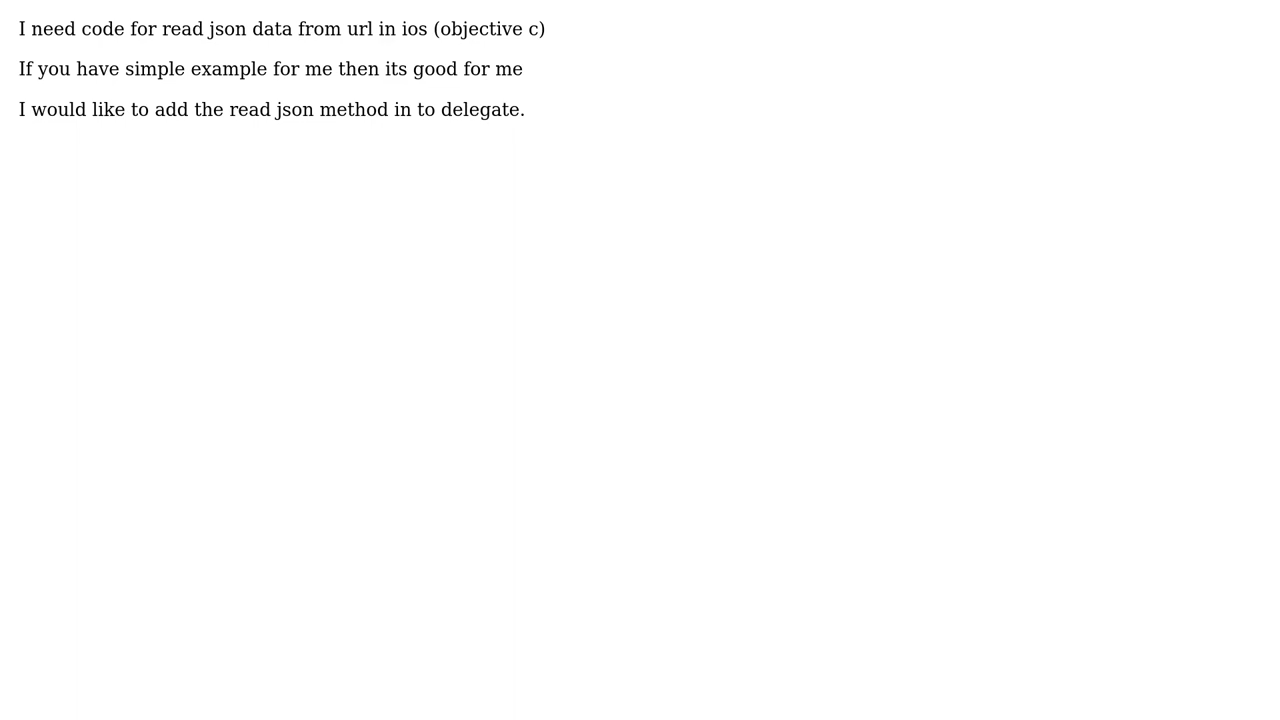 I need code for read json data from url in ios (objective c)
If you have simple example for me then its good for me
I would like to add the read json method in to delegate.